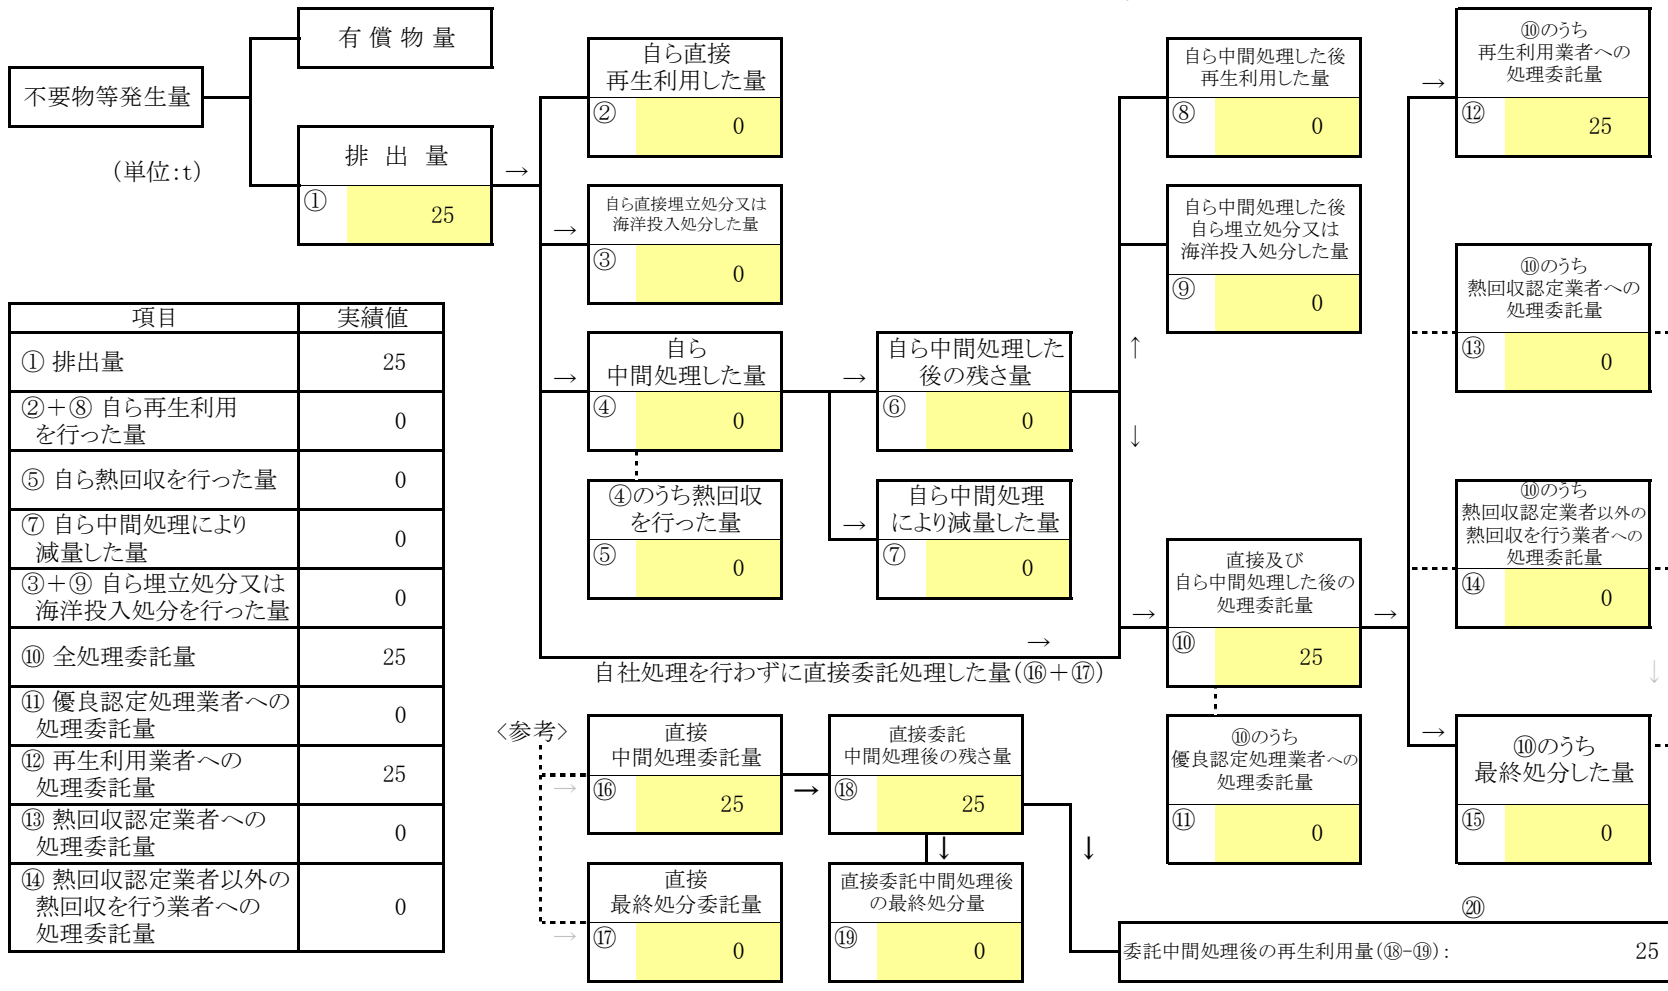 不要物等発生量
有 償 物 量
(単位:t)
排 出 量
① 25
→
自ら直接
再生利用した量
② 0
→
自ら直接埋立処分又は
海洋投入処分した量
③ 0
→
自ら
中間処理した量
④ 0
④のうち熱回収
を行った量
⑤ 0
→
自ら中間処理した
後の残さ量
⑥ 0
→
自ら中間処理
により減量した量
⑦ 0
↑
↓
自ら中間処理した後
再生利用した量
⑧ 0
自ら中間処理した後
自ら埋立処分又は
海洋投入処分した量
⑨ 0
→
自社処理を行わずに直接委託処理した量(⑯+⑰)
→
直接及び
自ら中間処理した後の
処理委託量
⑩ 25
⑩のうち
優良認定処理業者への
処理委託量
⑪ 0
→
→
⑩のうち
再生利用業者への
処理委託量
⑫ 25
⑩のうち
熱回収認定業者への
処理委託量
⑬ 0
⑩のうち
熱回収認定業者以外の
熱回収を行う業者への
処理委託量
⑭ 0
↓
→
⑩のうち
最終処分した量
⑮ 0
項目 実績値
① 排出量 25
②+⑧ 自ら再生利用
を行った量 0
⑤ 自ら熱回収を行った量 0
⑦ 自ら中間処理により
減量した量 0
③+⑨ 自ら埋立処分又は
海洋投入処分を行った量 0
⑩ 全処理委託量 25
⑪ 優良認定処理業者への
処理委託量 0
⑫ 再生利用業者への
処理委託量 25
⑬ 熱回収認定業者への
処理委託量 0
⑭ 熱回収認定業者以外の
熱回収を行う業者への
処理委託量 0
<参考>
→
直接
中間処理委託量
⑯ 25
→
直接委託
中間処理後の残さ量
⑱ 25
↓
↓
→
直接
最終処分委託量
⑰ 0
直接委託中間処理後
の最終処分量
⑲ 0
⑳
委託中間処理後の再生利用量(⑱-⑲): 25